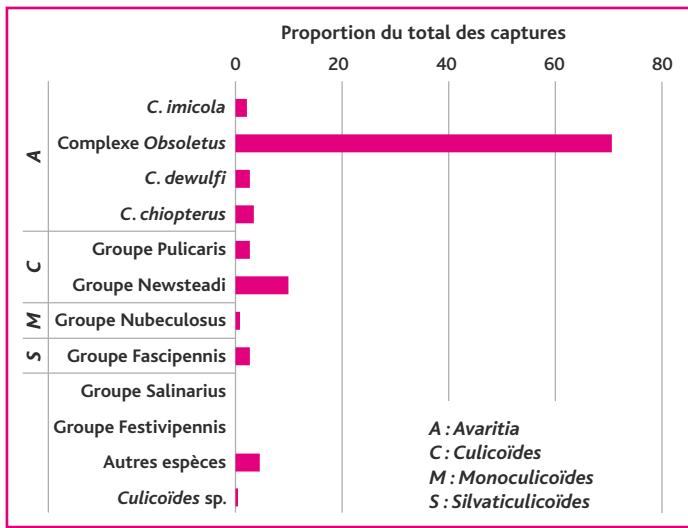 Proportion du total des captures
0 20 40 60 80
C. imicola
Complexe Obsoletus
C. dewulfi
C. chiopterus
A
Groupe Pulicaris
Groupe Newsteadi
C
Groupe Nubeculosus
M
Groupe Fascipennis
S
Groupe Salinarius
Groupe Festivipennis
Autres espèces
Culicoïdes sp.
A : Avaritia
C : Culicoïdes
M : Monoculicoïdes
S : Silvaticulicoïdes